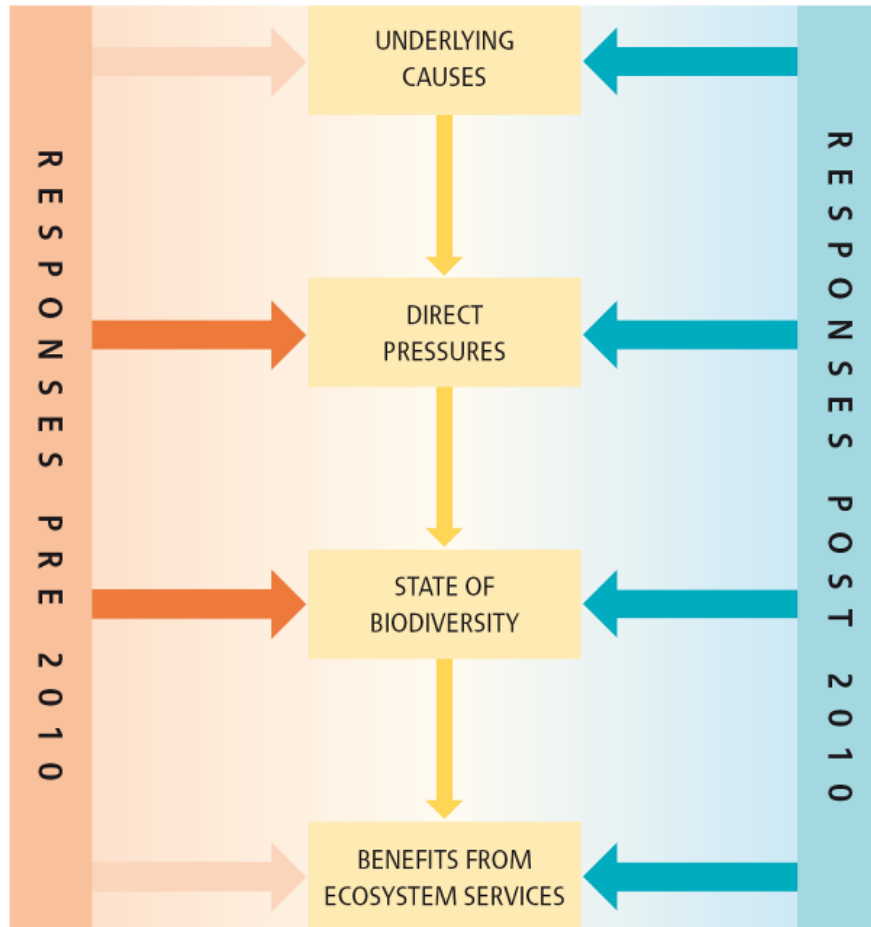 RESPONSES PRE 2010
UNDERLYING
CAUSES
DIRECT
PRESSURES
STATE OF
BIODIVERSITY
BENEFITS FROM
ECOSYSTEM SERVICES
RESPONSES POST 2010